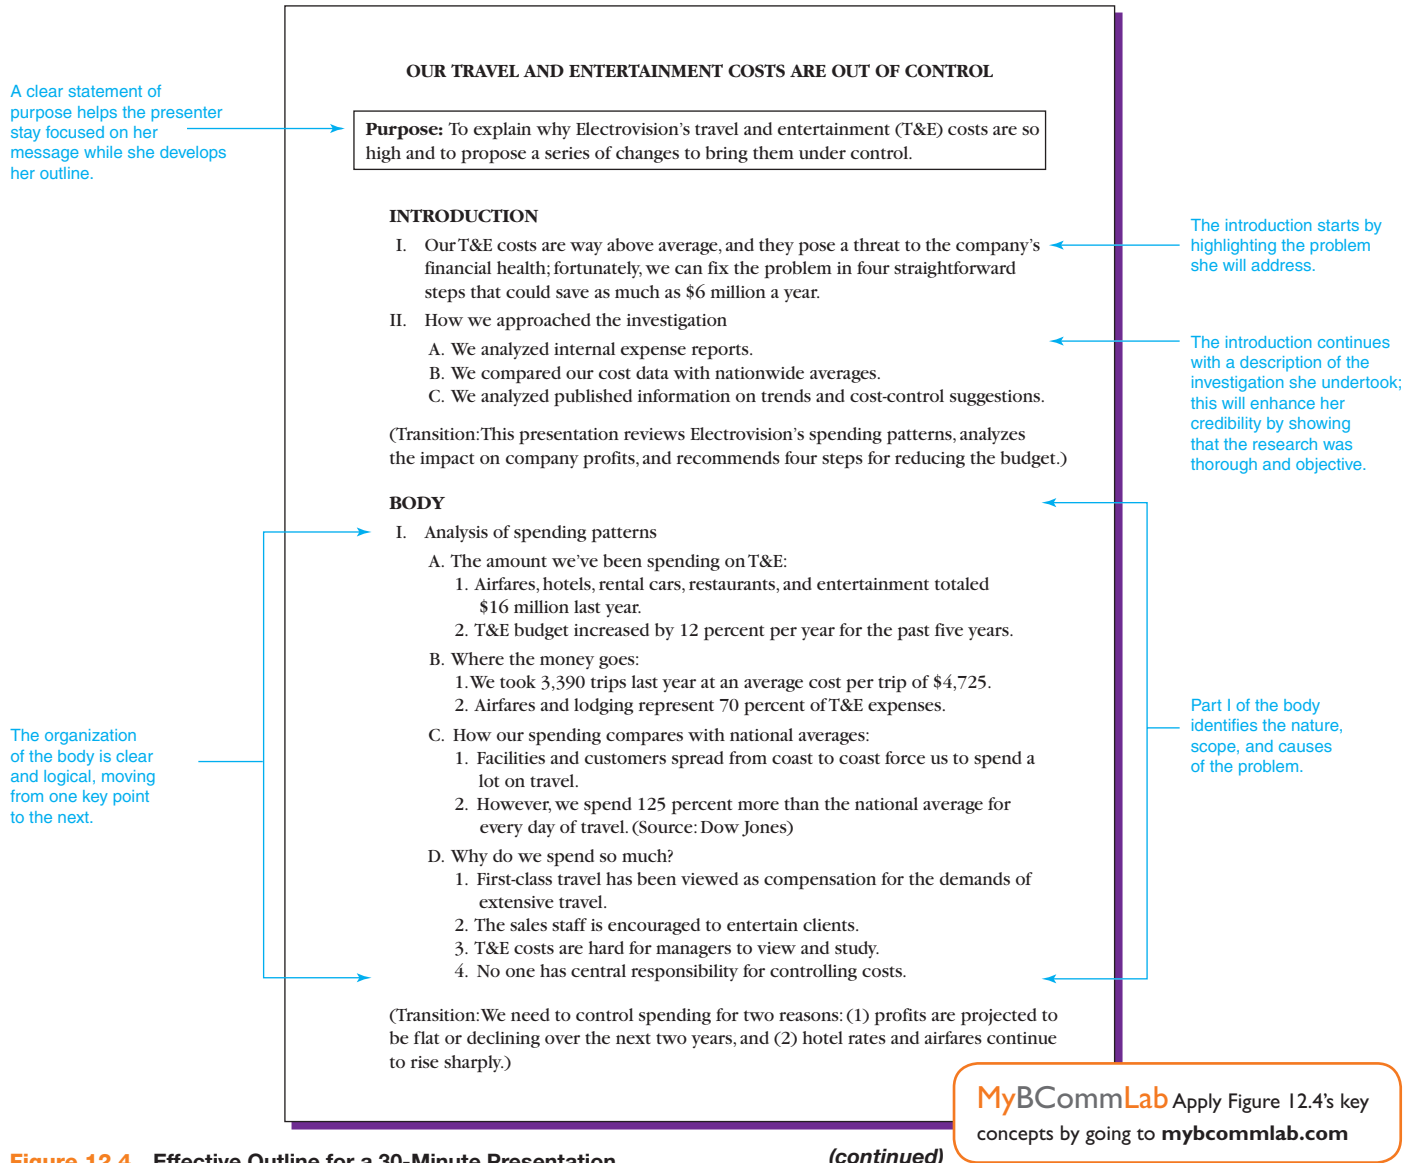 OUR TRAVEL AND ENTERTAINMENT COSTS ARE OUT OF CONTROL
A clear statement of
purpose helps the presenter
stay focused on her
message while she develops
her outline.
Purpose: To explain why Electrovision's travel and entertainment (T&E) costs are so
high and to propose a series of changes to bring them under control.
INTRODUCTION
I. Our T&E costs are way above average, and they pose a threat to the company's
financial health; fortunately, we can fix the problem in four straightforward
steps that could save as much as $6 million a year.
The introduction starts by
highlighting the problem
she will address.
II. How we approached the investigation
A. We analyzed internal expense reports.
B. We compared our cost data with nationwide averages.
C. We analyzed published information on trends and cost-control suggestions.
The introduction continues
with a description of the
investigation she undertook;
this will enhance her
credibility by showing
that the research was
thorough and objective.
(Transition: This presentation reviews Electrovision's spending patterns, analyzes
the impact on company profits, and recommends four steps for reducing the budget.)
BODY
I. Analysis of spending patterns
A. The amount we've been spending on T&E:
1. Airfares, hotels, rental cars, restaurants, and entertainment totaled
$16 million last year.
2. T&E budget increased by 12 percent per year for the past five years.
B. Where the money goes:
1. We took 3,390 trips last year at an average cost per trip of $4,725.
2. Airfares and lodging represent 70 percent of T&E expenses.
C. How our spending compares with national averages:
1. Facilities and customers spread from coast to coast force us to spend a
lot on travel.
2. However, we spend 125 percent more than the national average for
every day of travel. (Source: Dow Jones)
D. Why do we spend so much?
1. First-class travel has been viewed as compensation for the demands of
extensive travel.
2. The sales staff is encouraged to entertain clients.
3. T&E costs are hard for managers to view and study.
4. No one has central responsibility for controlling costs.
The organization
of the body is clear
and logical, moving
from one key point
to the next.
Part I of the body
identifies the nature,
scope, and causes
of the problem.
(Transition: We need to control spending for two reasons: (1) profits are projected to
be flat or declining over the next two years, and (2) hotel rates and airfares continue
to rise sharply.)
MyBCommLab Apply Figure 12.4's key
concepts by going to mybcommlab.com
Figure 12.4 Effective Outline for a 30-Minute Presentation
(continued)